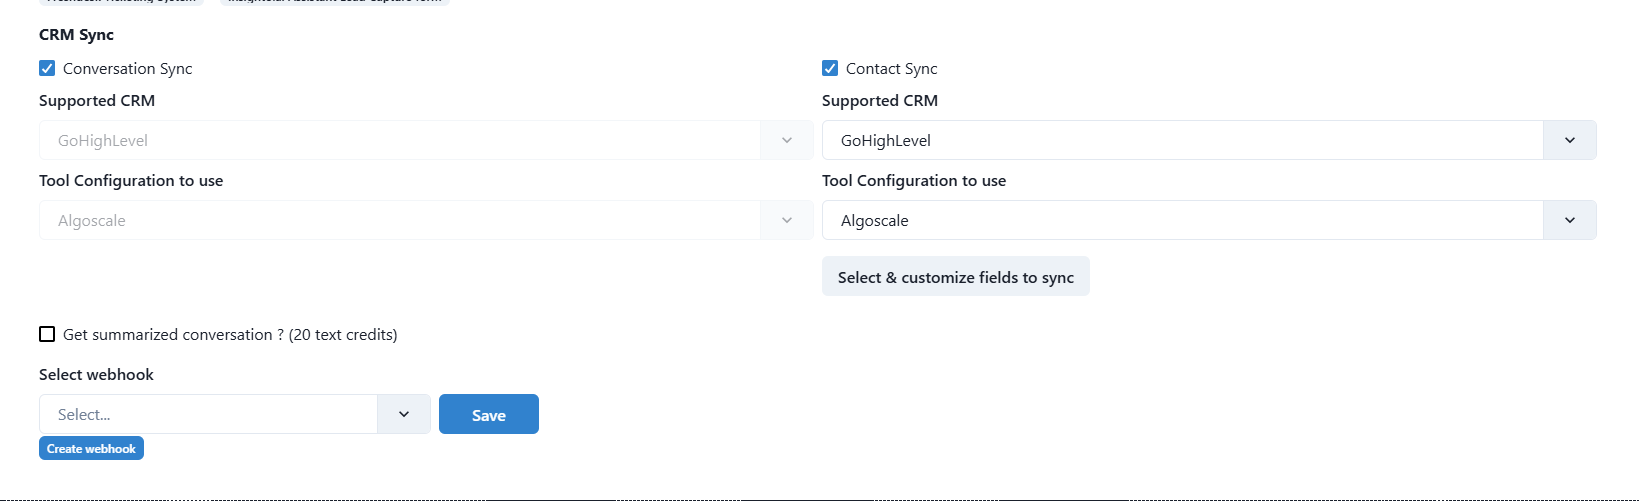 CRM Sync
Conversation Sync
Contact Sync
Supported CRM
Supported CRM
GoHighLevel
GoHighLevel
Tool Configuration to use
Tool Configuration to use
Algoscale
Algoscale
Select & customize fields to sync
Get summarized conversation ? (20 text credits)
Select webhook
Select...
Save
Create webhook